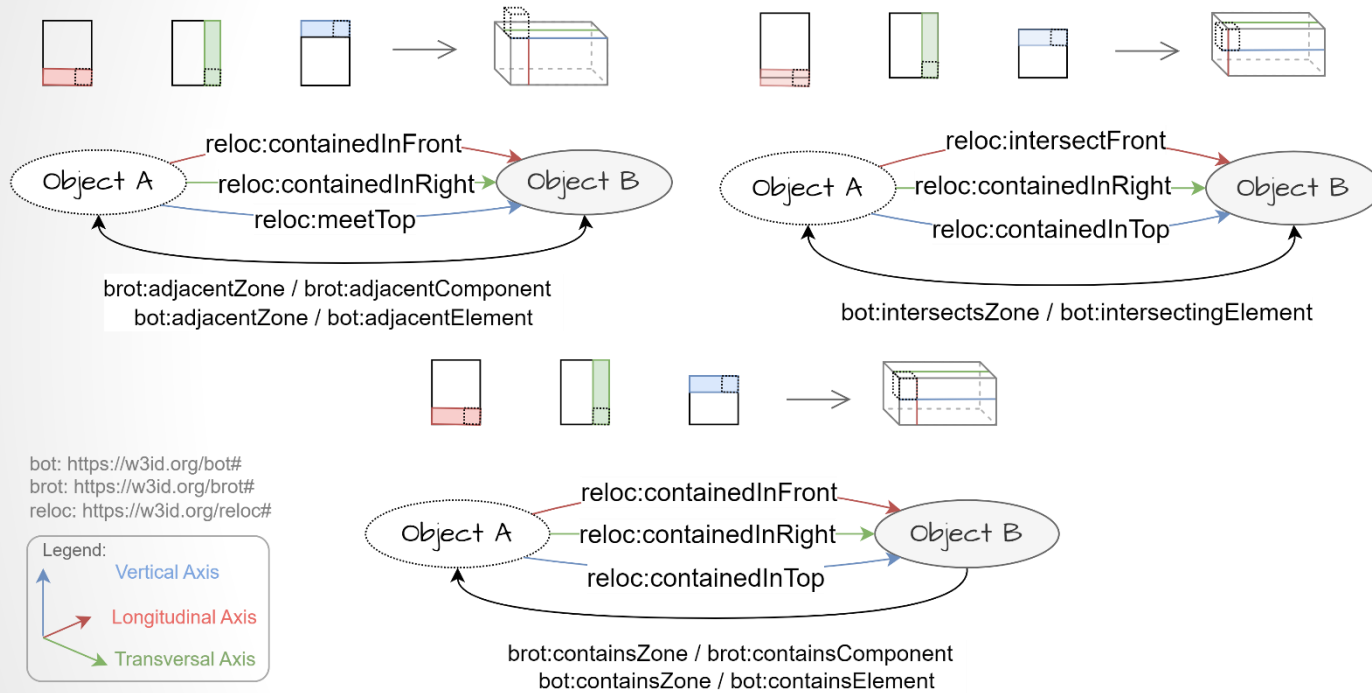 reloc:containedInFront
Object A
reloc:containedInRight
Object B
reloc:meetTop
brot:adjacentZone / brot:adjacentComponent
bot:adjacentZone / bot:adjacentElement
reloc:intersectFront
Object A
reloc:containedInRight
Object B
reloc:containedInTop
bot:intersectsZone / bot:intersectingElement
bot: https://w3id.org/bot#
brot: https://w3id.org/brot#
reloc: https://w3id.org/reloc#
Legend:
Vertical Axis
Longitudinal Axis
Transversal Axis
reloc:containedInFront
Object A
reloc:containedInRight
Object B
reloc:containedInTop
brot:containsZone / brot:containsComponent
bot:containsZone / bot:containsElement